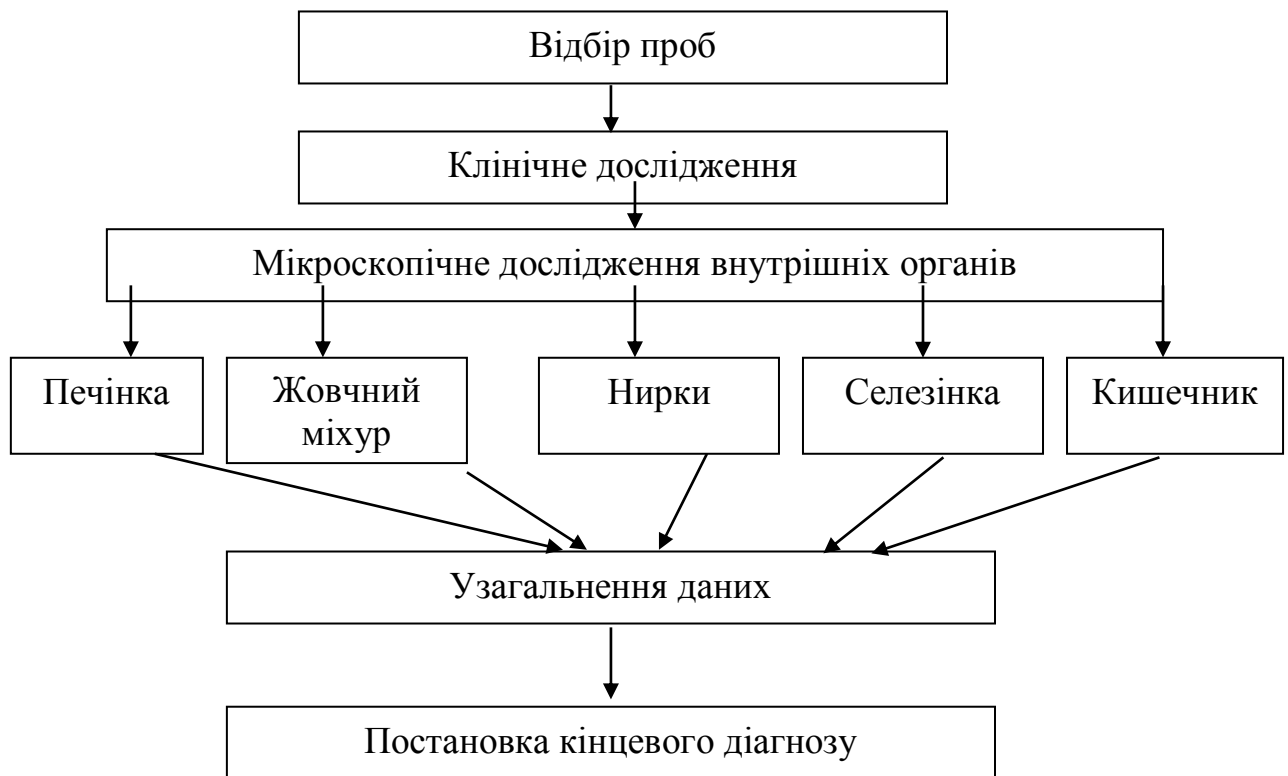 Відбір проб
Клінічне дослідження
Мікроскопічне дослідження внутрішніх органів
Печінка
Жовчний
міхур
Нирки
Селезінка
Кишечник
Узагальнення даних
Постановка кінцевого діагнозу